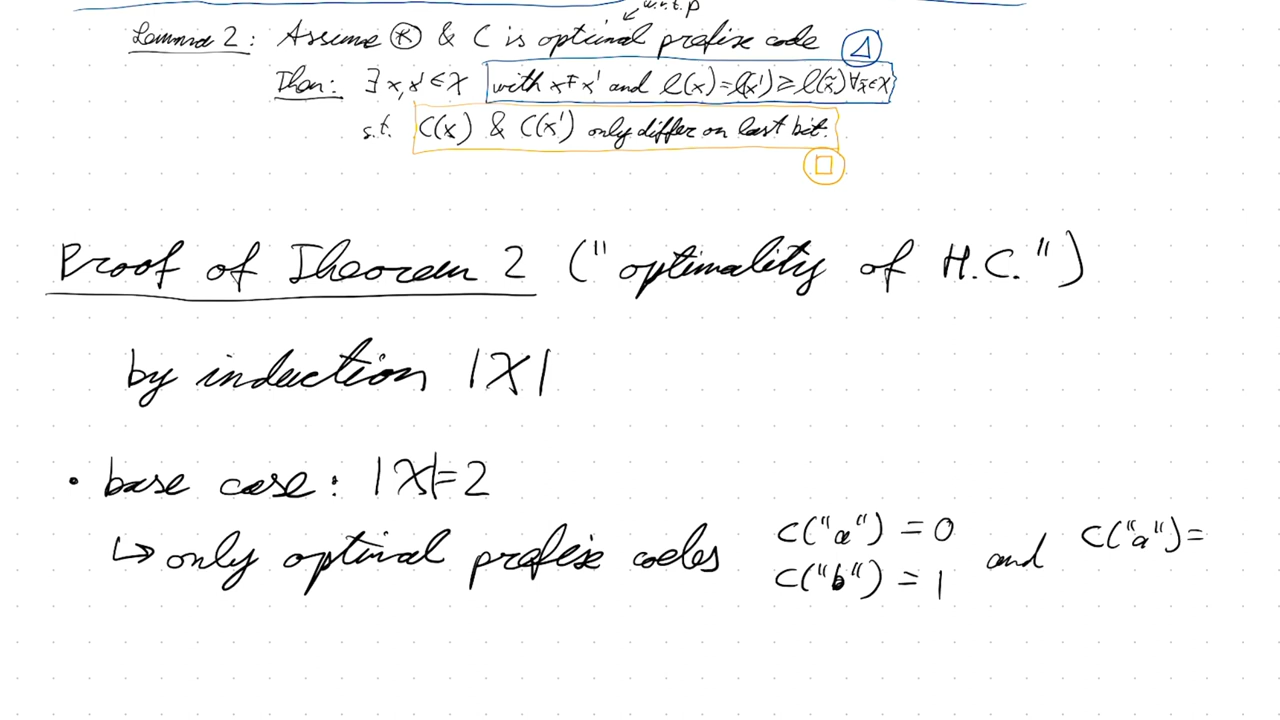 w.r.t. p
Lemma 2: Assume ⊛ & C is optimal prefix code △
Then: ∃ x, x' ∈ X with x ≠ x' and l(x) = l(x') ≥ l(x̃) ∀ x̃ ∈ X
s.t. C(x) & C(x') only differ on last bit.
□
Proof of Theorem 2 ("optimality of H.C.")
by induction |X|
• base case: |X| = 2
↳ only optimal prefix codes C("a") = 0 and C("a") =
C("b") = 1